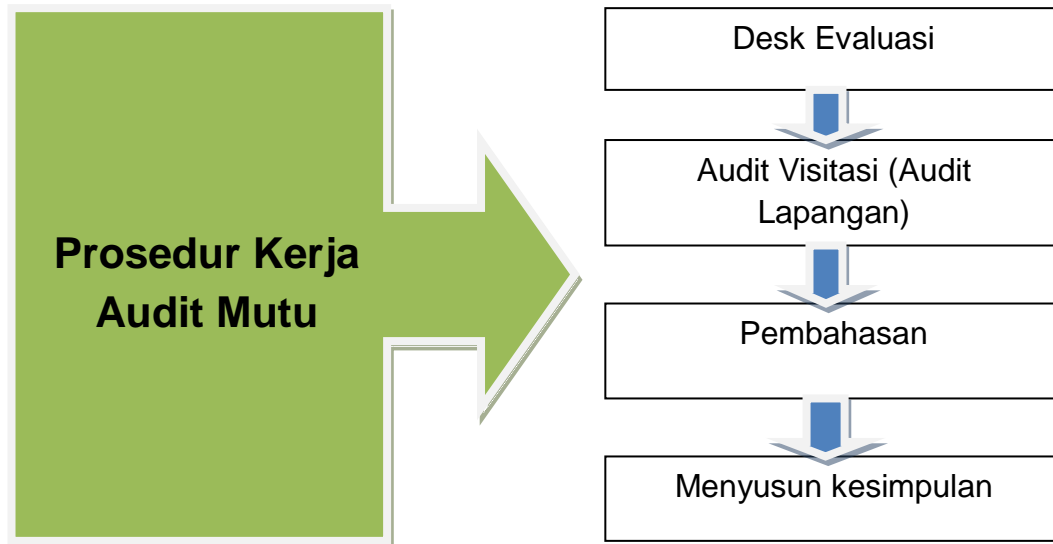 Prosedur Kerja
Audit Mutu
Desk Evaluasi
Audit Visitasi (Audit
Lapangan)
Pembahasan
Menyusun kesimpulan